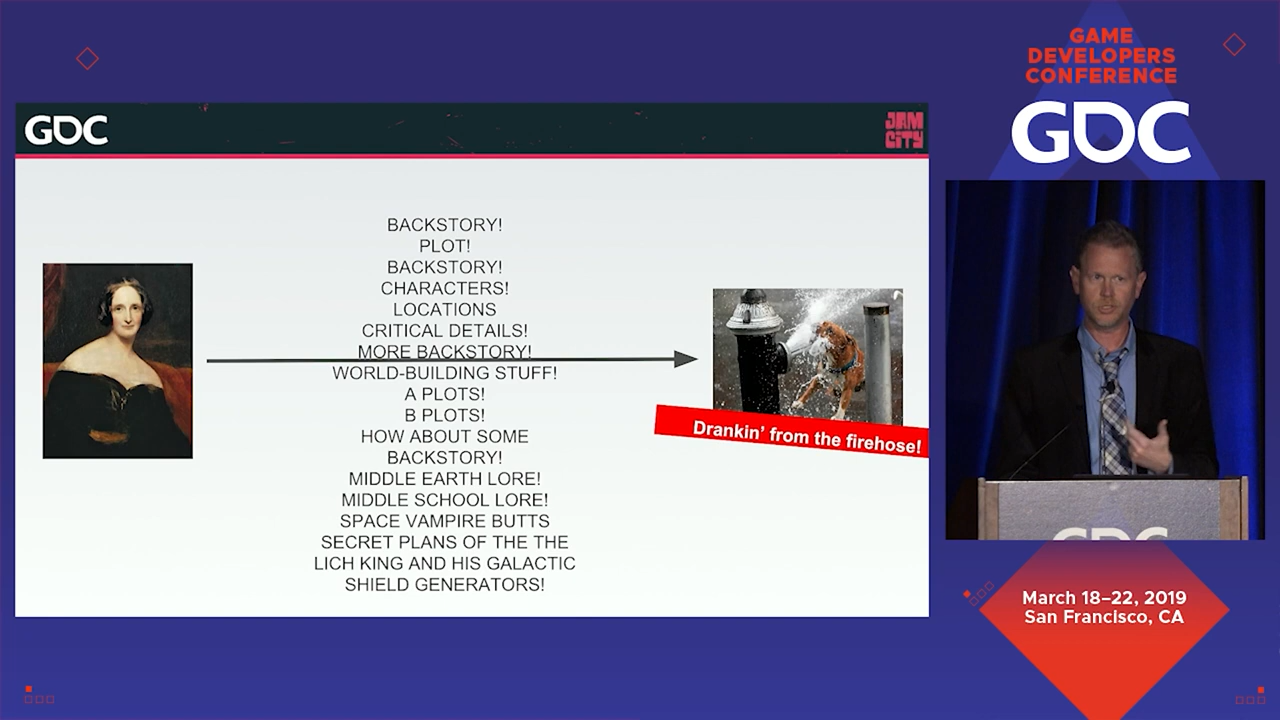 GAME
DEVELOPERS
CONFERENCE
GDC
GDC
JAM
CITY
BACKSTORY!
PLOT!
BACKSTORY!
CHARACTERS!
LOCATIONS
CRITICAL DETAILS!
MORE BACKSTORY!
WORLD-BUILDING STUFF!
A PLOTS!
B PLOTS!
HOW ABOUT SOME
BACKSTORY!
MIDDLE EARTH LORE!
MIDDLE SCHOOL LORE!
SPACE VAMPIRE BUTTS
SECRET PLANS OF THE THE
LICH KING AND HIS GALACTIC
SHIELD GENERATORS!
Drankin' from the firehose!
GDC
March 18–22, 2019
San Francisco, CA